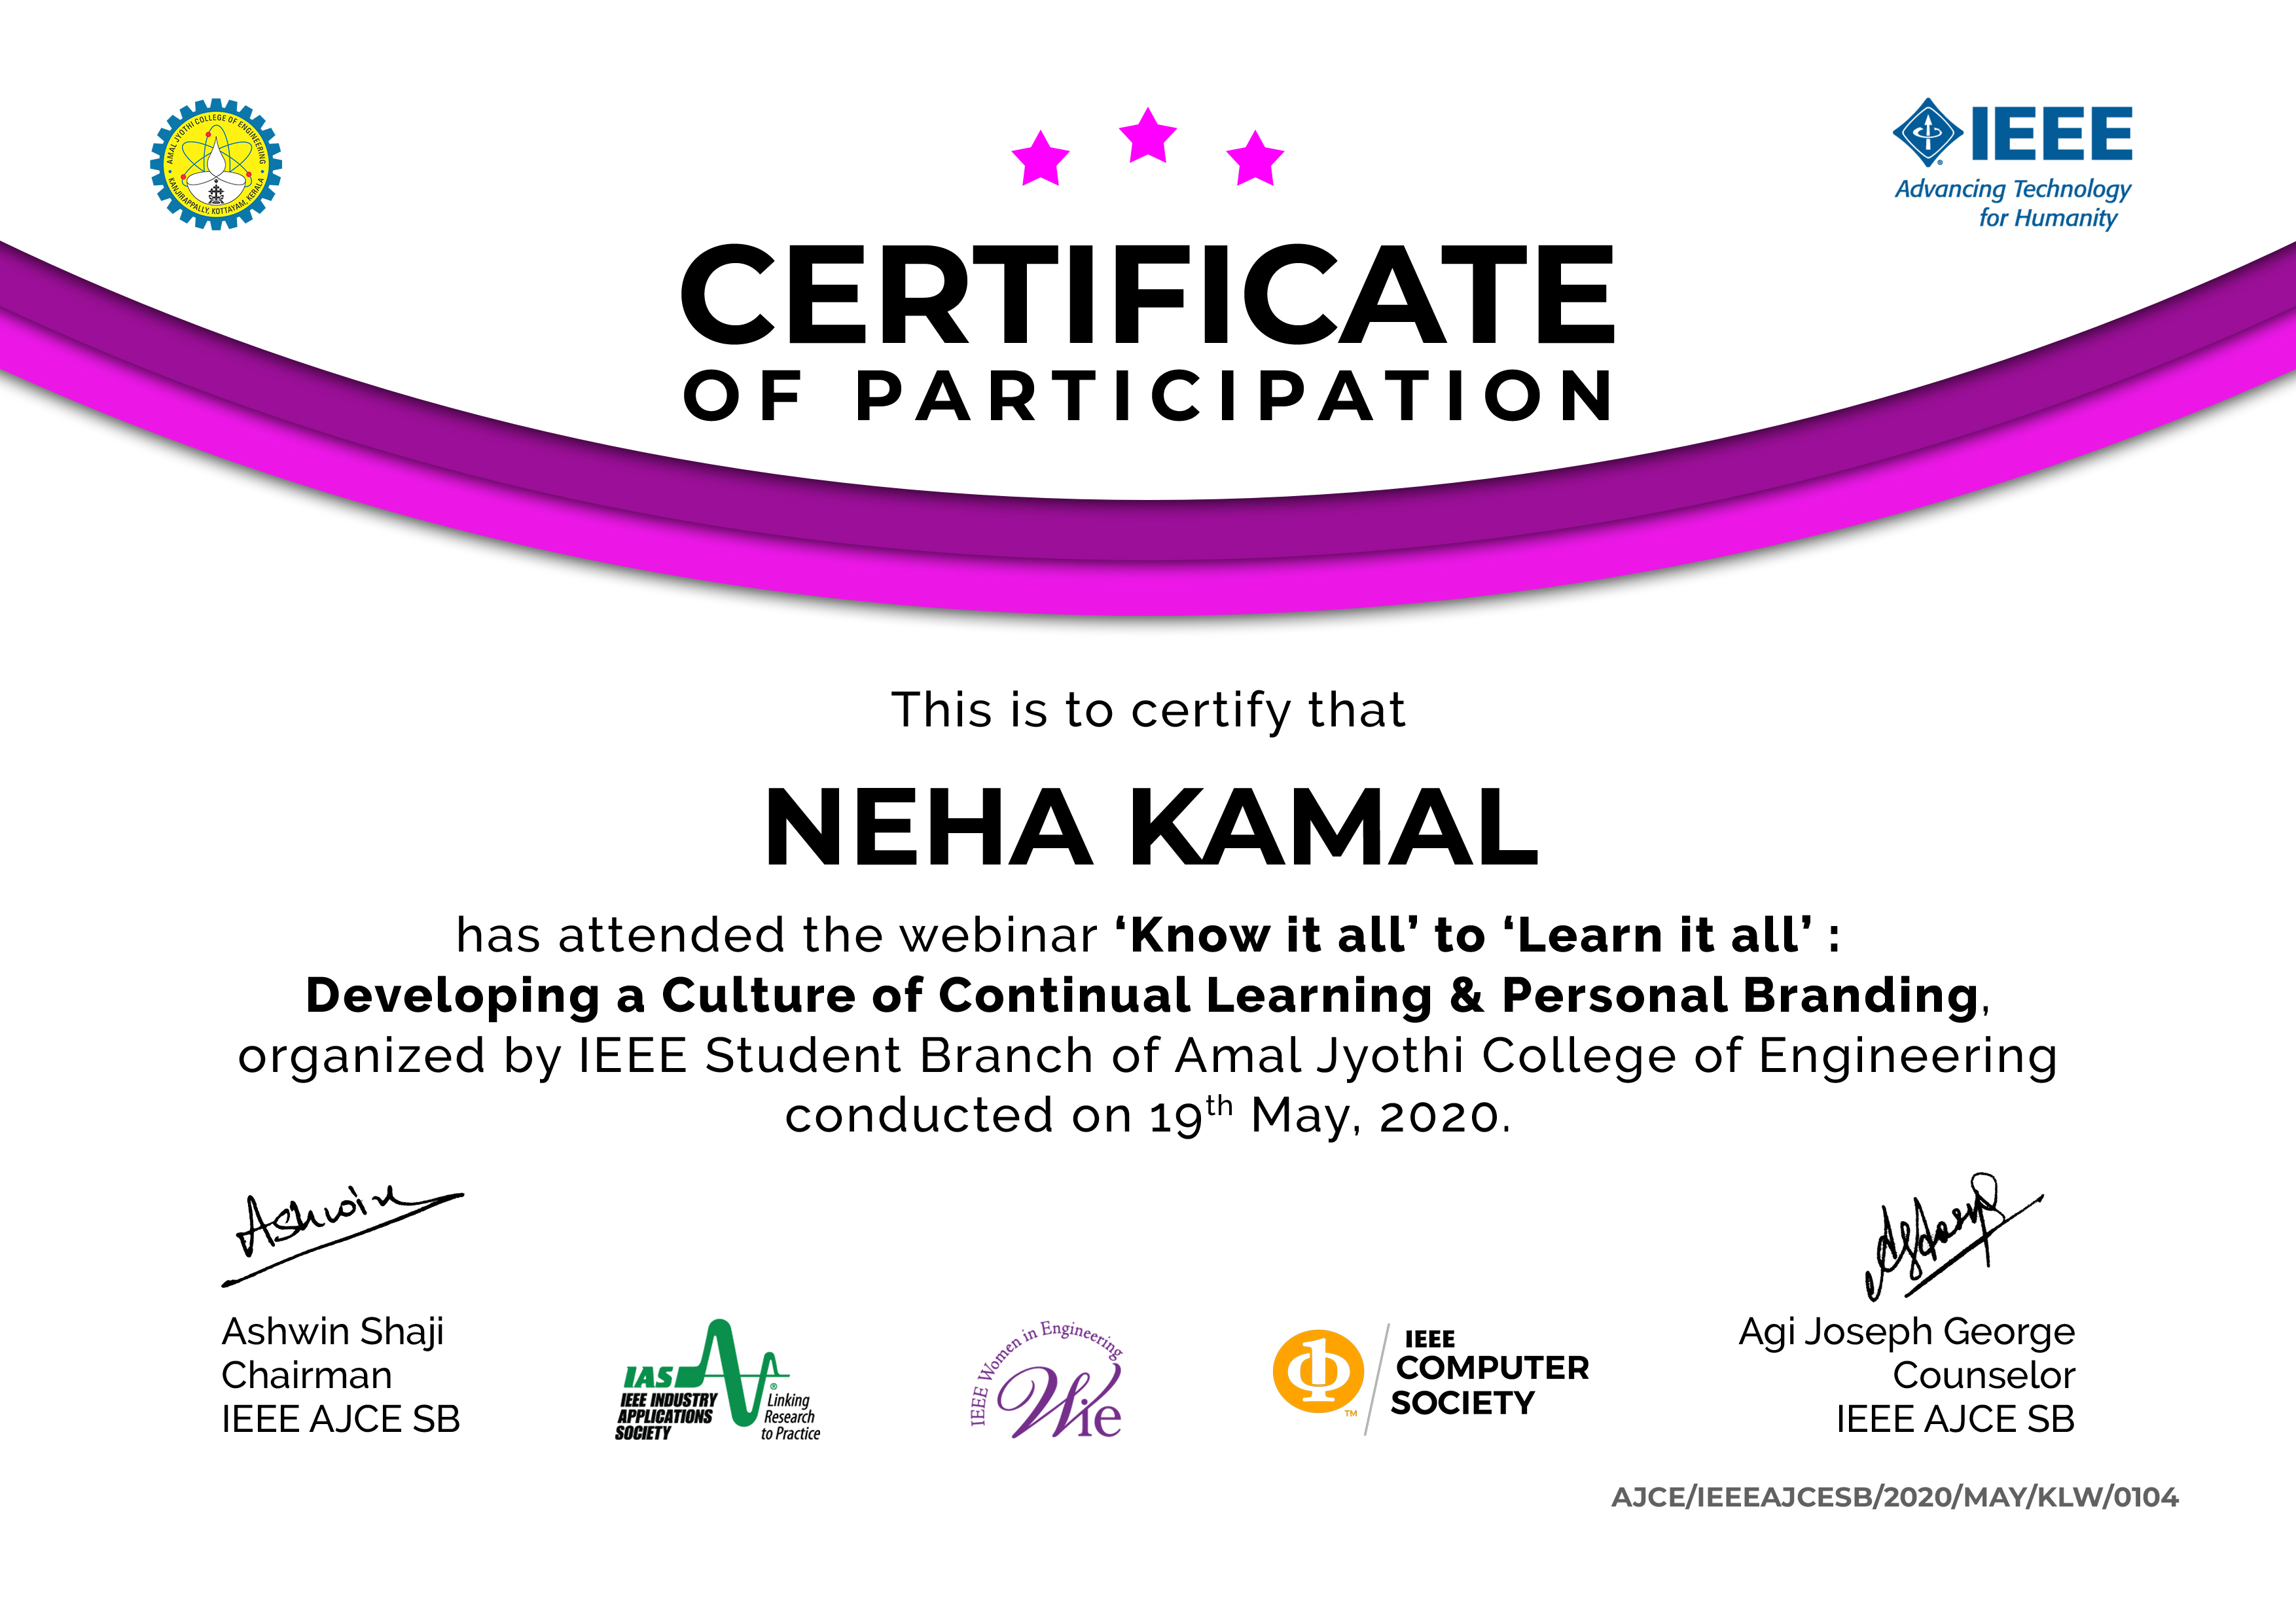 AMAL JYOTHI COLLEGE OF ENGINEERING
KANJIRAPPALLY, KOTTAYAM, KERALA
IEEE
Advancing Technology
for Humanity
CERTIFICATE
OF PARTICIPATION
This is to certify that
NEHA KAMAL
has attended the webinar ‘Know it all’ to ‘Learn it all’ :
Developing a Culture of Continual Learning & Personal Branding,
organized by IEEE Student Branch of Amal Jyothi College of Engineering
conducted on 19th May, 2020.
Ashwin
Ashwin Shaji
Chairman
IEEE AJCE SB
IAS
IEEE INDUSTRY
APPLICATIONS
SOCIETY
Linking
Research
to Practice
IEEE Women in Engineering
Wie
IEEE
COMPUTER
SOCIETY
TM
Agi Joseph George
Counselor
IEEE AJCE SB
AJCE/IEEEAJCESB/2020/MAY/KLW/0104